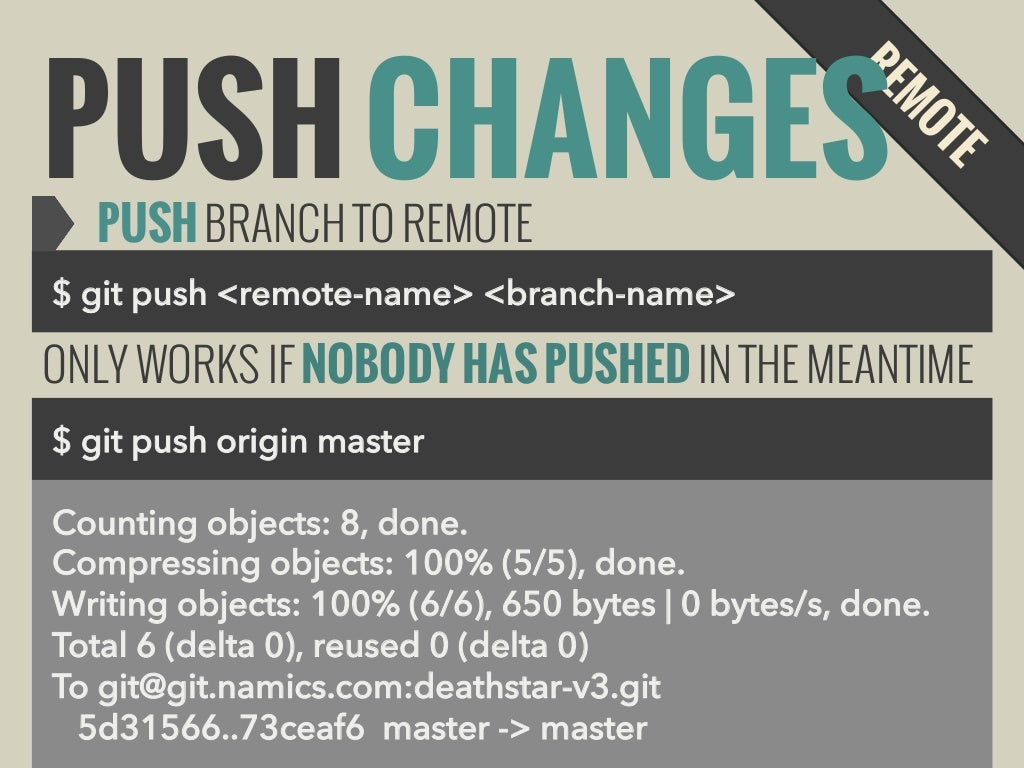 PUSH CHANGES
REMOTE
PUSH BRANCH TO REMOTE
$ git push <remote-name> <branch-name>
ONLY WORKS IF NOBODY HAS PUSHED IN THE MEANTIME
$ git push origin master
Counting objects: 8, done.
Compressing objects: 100% (5/5), done.
Writing objects: 100% (6/6), 650 bytes | 0 bytes/s, done.
Total 6 (delta 0), reused 0 (delta 0)
To git@git.namics.com:deathstar-v3.git
5d31566..73ceaf6  master -> master